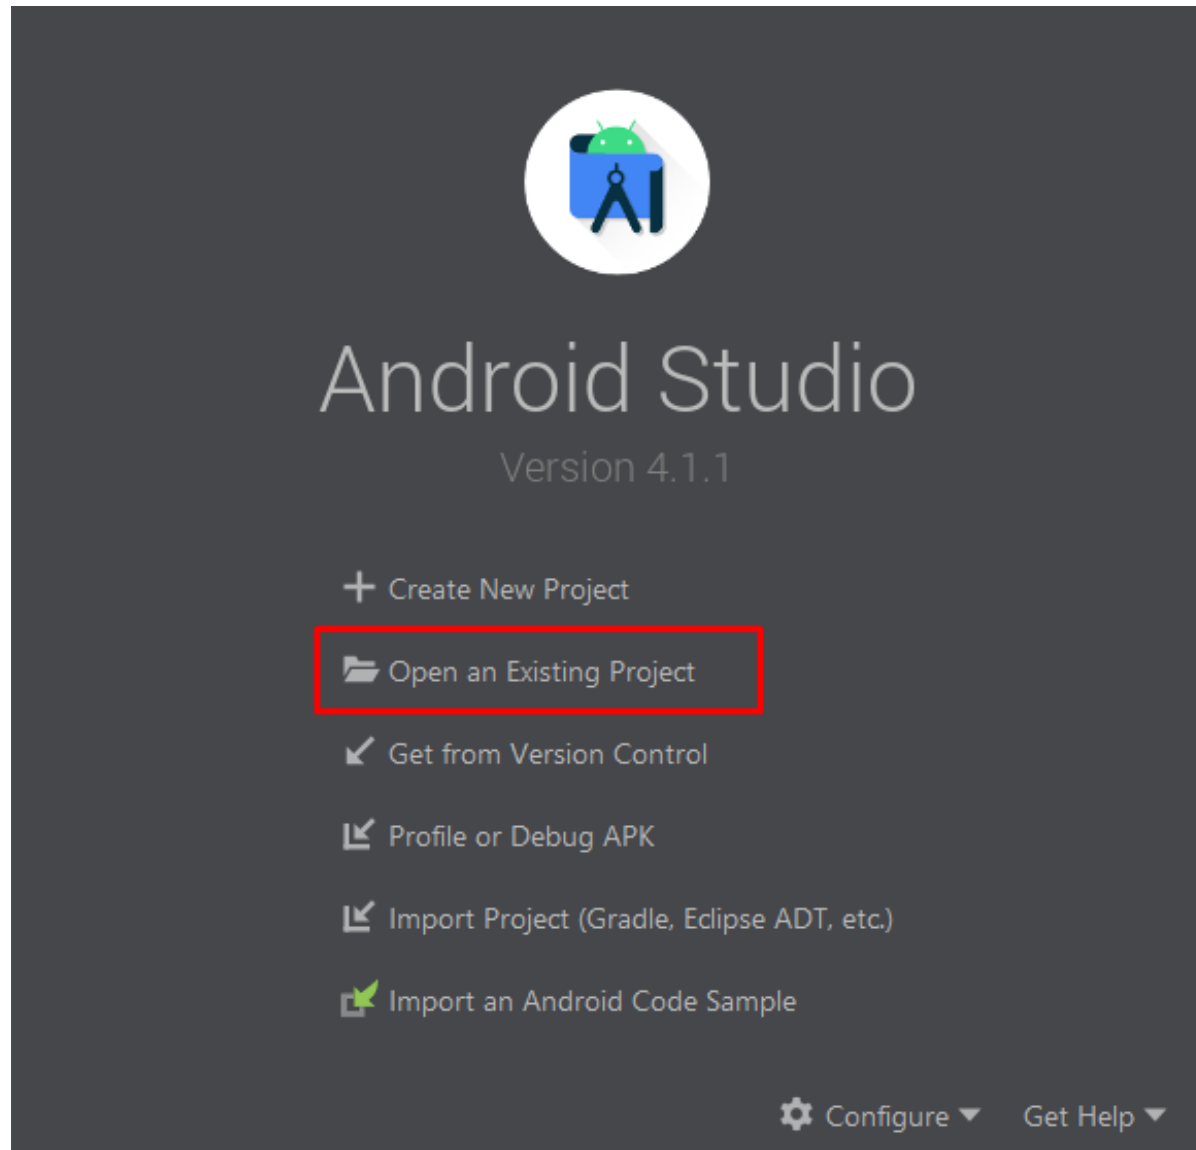 Android Studio
Version 4.1.1
Create New Project
Open an Existing Project
Get from Version Control
Profile or Debug APK
Import Project (Gradle, Eclipse ADT, etc.)
Import an Android Code Sample
Configure
Get Help